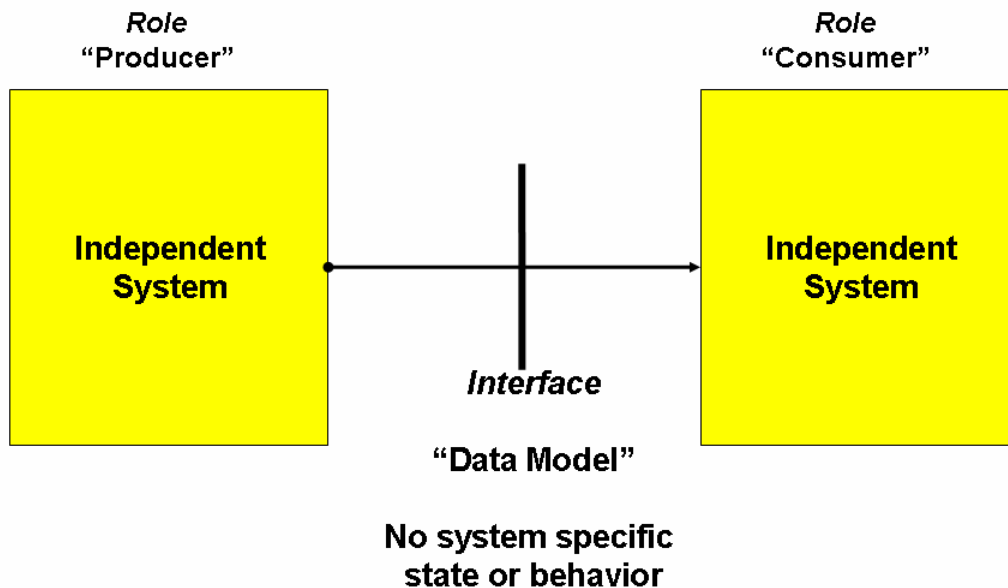 Role
“Producer”
Role
“Consumer”
Independent
System
Independent
System
Interface
“Data Model”
No system specific
state or behavior